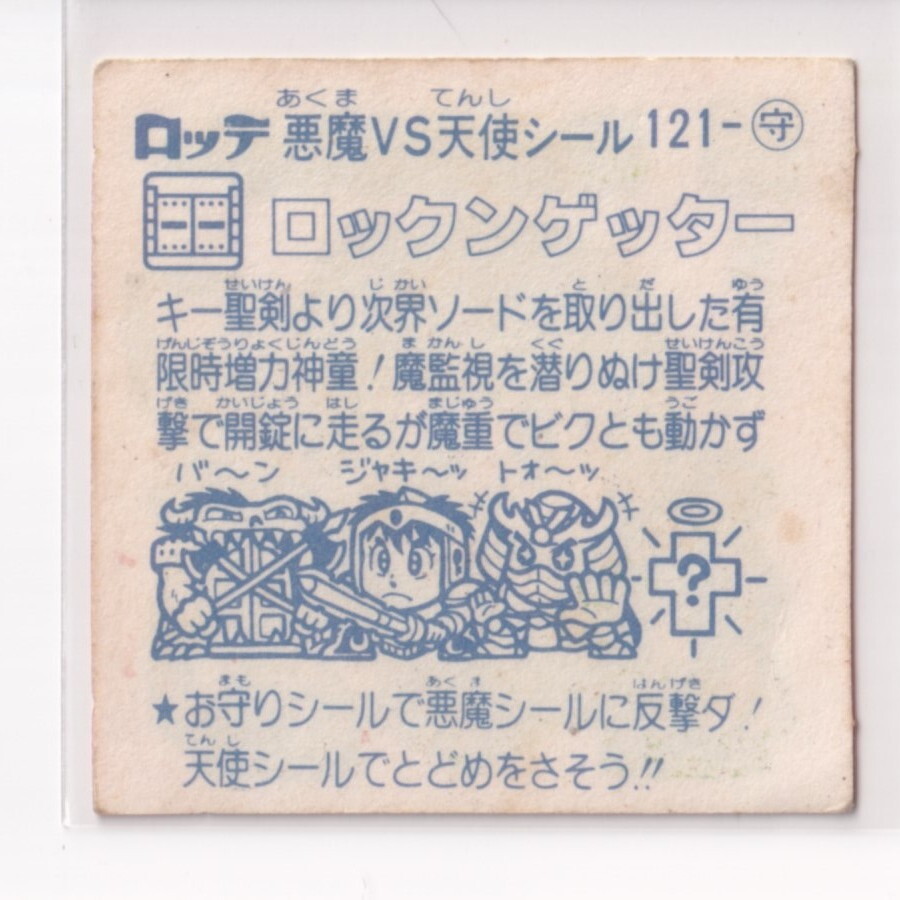 あくま てんし
ロッテ 悪魔VS天使シール 121-守
ロックンゲッター
せいけん じかい と だ ゆう
キー聖剣より次界ソードを取り出した有
げんじぞうりょくじんどう まかんし くぐ せいけんこう
限時増力神童！魔監視を潜りぬけ聖剣攻
げき かいじょう はし まじゅう うご
撃で開錠に走るが魔重でビクとも動かず
バ〜ン ジャキ〜ッ トォ〜ッ
?
まも あくま はんげき
★お守りシールで悪魔シールに反撃ダ！
てんし
天使シールでとどめをさそう!!